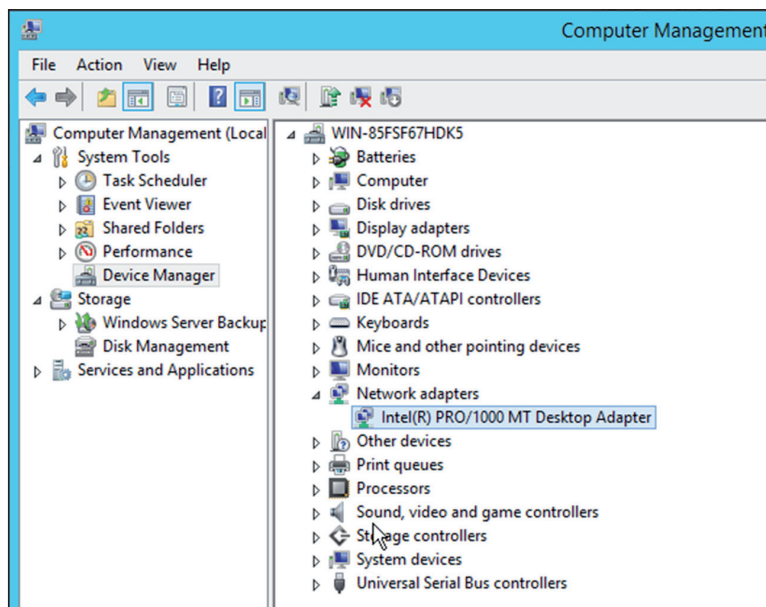 Computer Management
File Action View Help
Computer Management (Local
System Tools
Task Scheduler
Event Viewer
Shared Folders
Performance
Device Manager
Storage
Windows Server Backup
Disk Management
Services and Applications
WIN-85FSF67HDK5
Batteries
Computer
Disk drives
Display adapters
DVD/CD-ROM drives
Human Interface Devices
IDE ATA/ATAPI controllers
Keyboards
Mice and other pointing devices
Monitors
Network adapters
Intel(R) PRO/1000 MT Desktop Adapter
Other devices
Print queues
Processors
Sound, video and game controllers
Storage controllers
System devices
Universal Serial Bus controllers